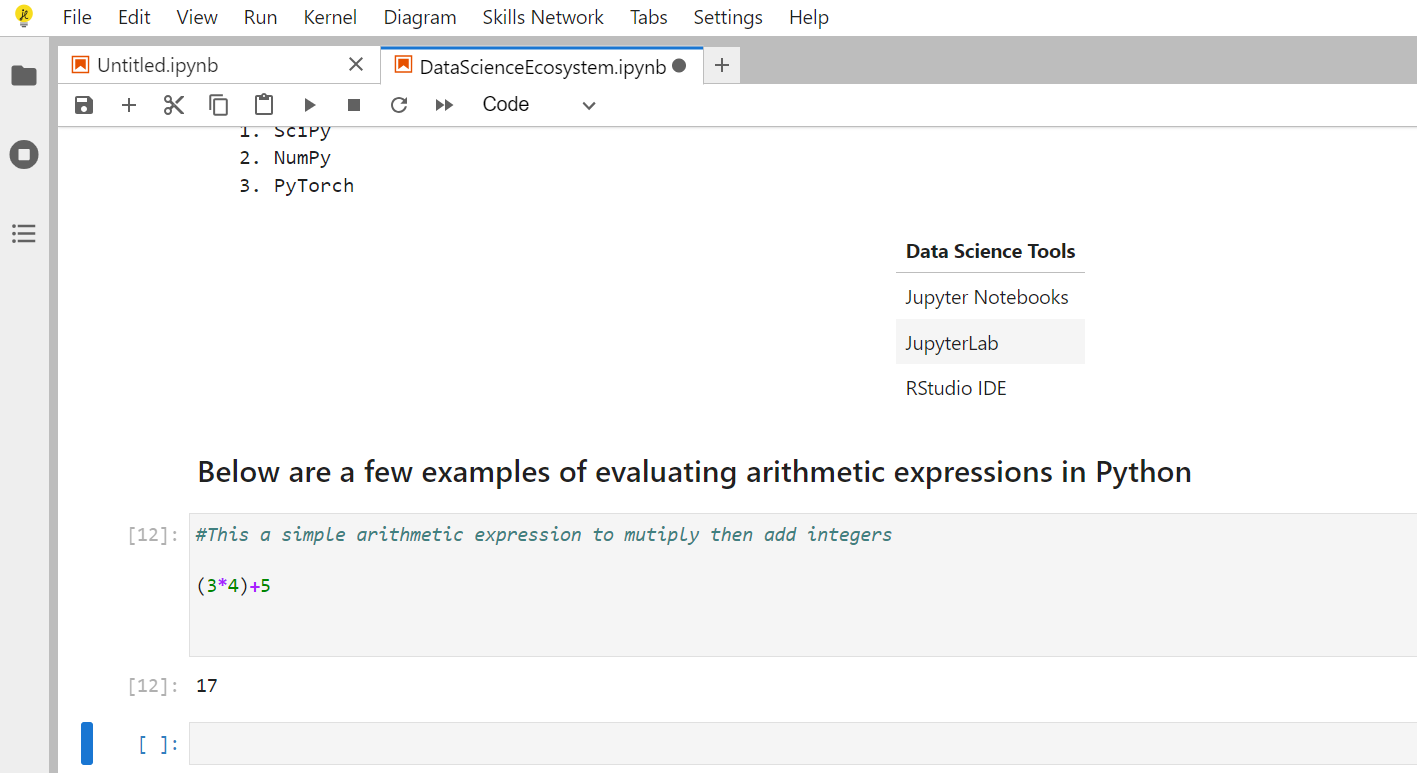 File Edit View Run Kernel Diagram Skills Network Tabs Settings Help
Untitled.ipynb
DataScienceEcosystem.ipynb
Code
1. SciPy
2. NumPy
3. PyTorch
Data Science Tools
Jupyter Notebooks
JupyterLab
RStudio IDE
Below are a few examples of evaluating arithmetic expressions in Python
[12]: #This a simple arithmetic expression to mutiply then add integers
(3*4)+5
[12]: 17
[ ]: